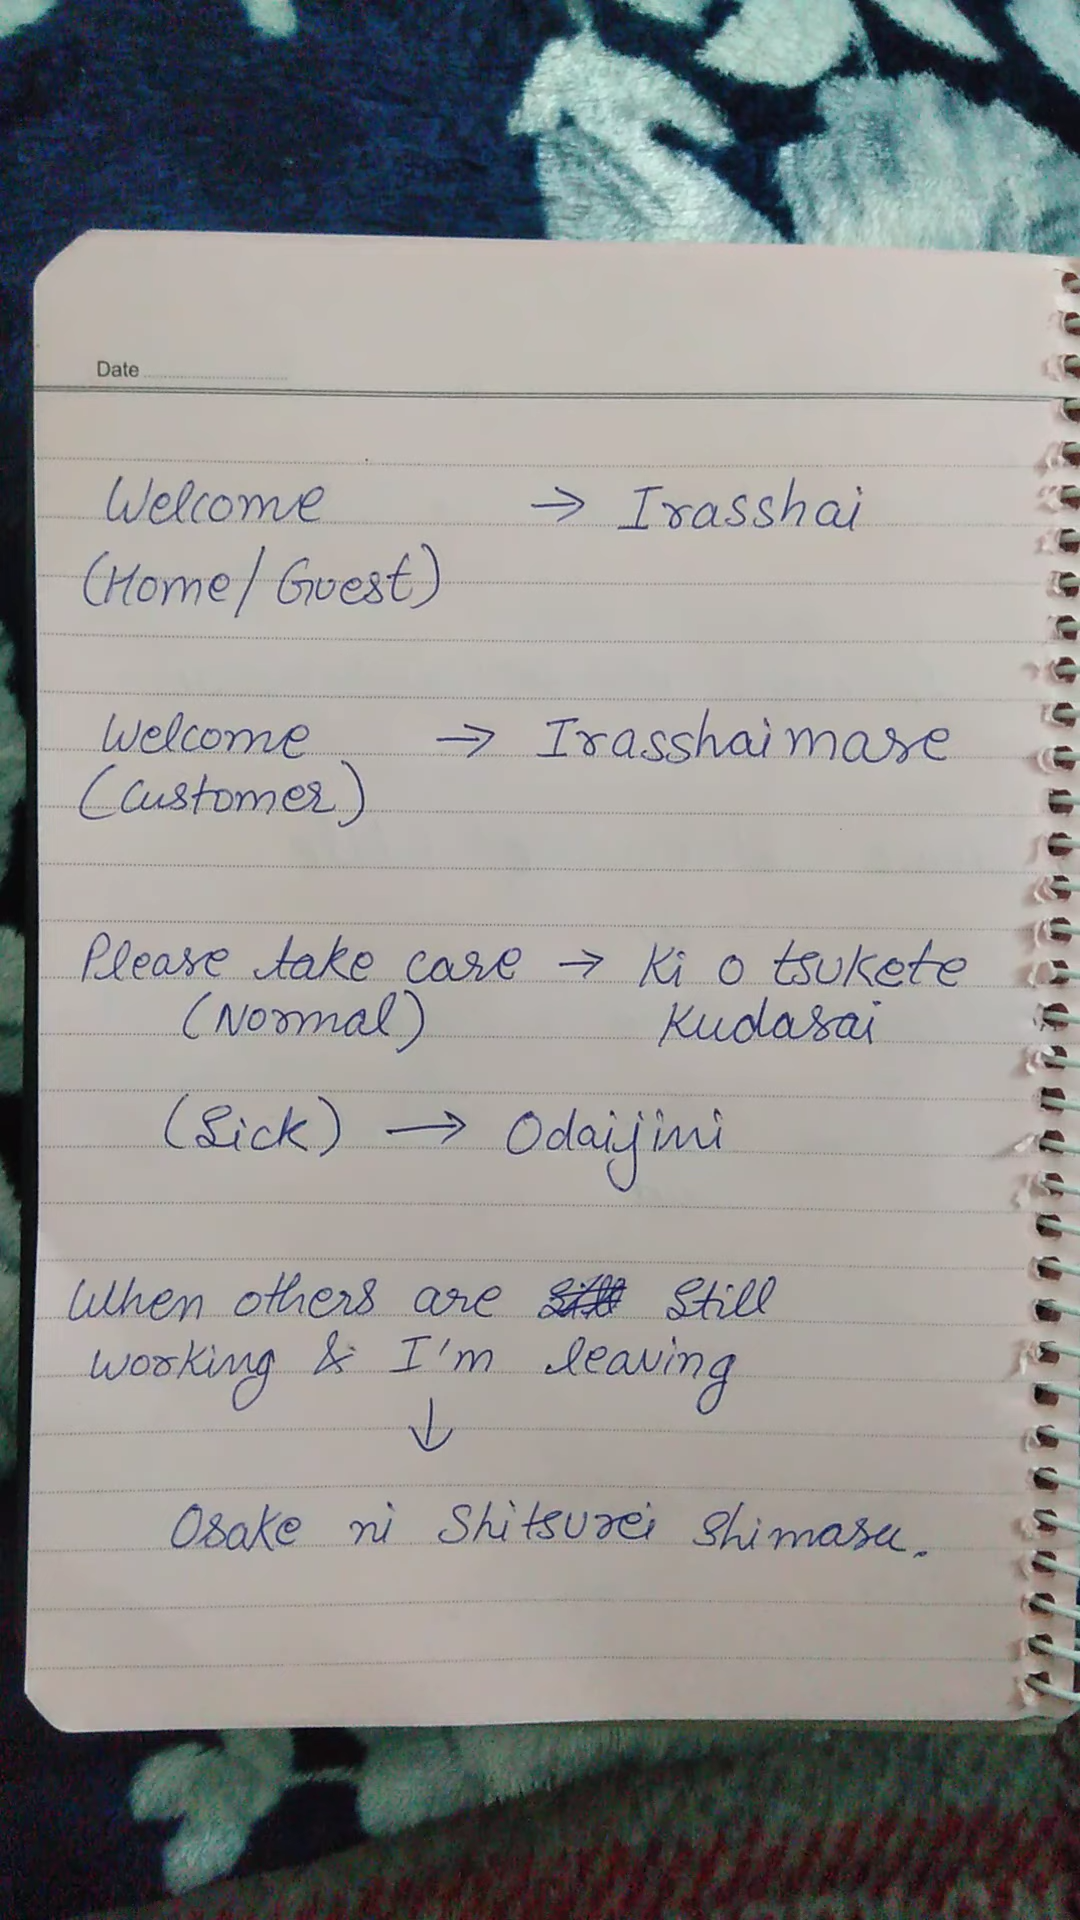 Date
Welcome → Irasshai
(Home/Guest)
Welcome → Irasshaimase
(Customer)
Please take care → Ki o tsukete
(Normal) Kudasai
(Sick) → Odaijini
When others are Still
working & I'm leaving
↓
Osake ni Shitsurei Shimasu.